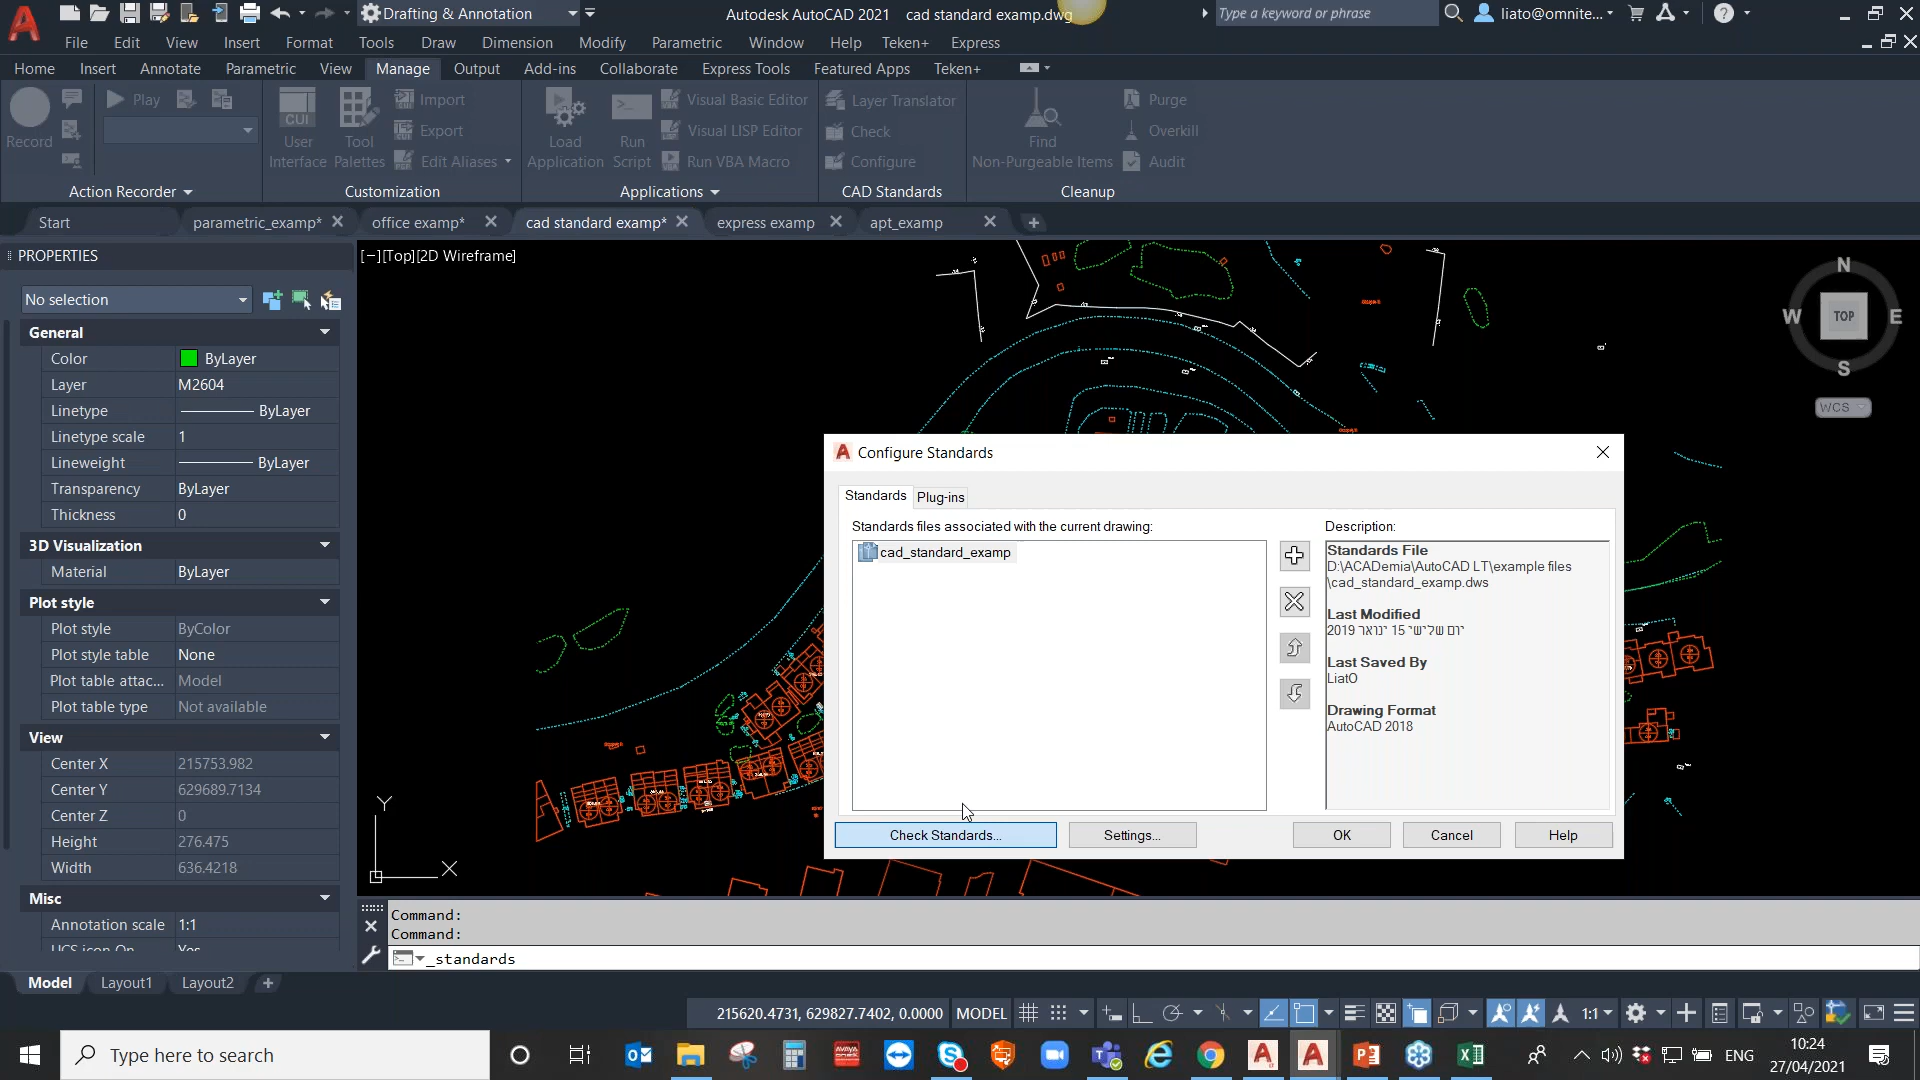 Drafting & Annotation
Autodesk AutoCAD 2021 cad standard examp.dwg
Type a keyword or phrase
liato@omnite...
File Edit View Insert Format Tools Draw Dimension Modify Parametric Window Help Teken+ Express
Home Insert Annotate Parametric View Manage Output Add-ins Collaborate Express Tools Featured Apps Teken+
Record
Play
Action Recorder
CUI
User Interface
Tool Palettes
Import
Export
Edit Aliases
Customization
Load Application
Run Script
Visual Basic Editor
Visual LISP Editor
Run VBA Macro
Applications
Layer Translator
Check
Configure
CAD Standards
Find
Non-Purgeable Items
Purge
Overkill
Audit
Cleanup
Start parametric_examp* office examp* cad standard examp* express examp apt_examp
PROPERTIES
No selection
General
Color ByLayer
Layer M2604
Linetype ByLayer
Linetype scale 1
Lineweight ByLayer
Transparency ByLayer
Thickness 0
3D Visualization
Material ByLayer
Plot style
Plot style ByColor
Plot style table None
Plot table attac... Model
Plot table type Not available
View
Center X 215753.982
Center Y 629689.7134
Center Z 0
Height 276.475
Width 636.4218
Misc
Annotation scale 1:1
UCS icon On Yes
[−][Top][2D Wireframe]
N
W TOP E
S
WCS
Y
X
Configure Standards
Standards Plug-ins
Standards files associated with the current drawing:
cad_standard_examp
Description:
Standards File
D:\ACADemia\AutoCAD LT\example files
\cad_standard_examp.dws
Last Modified
יום שלישי 15 ינואר 2019
Last Saved By
LiatO
Drawing Format
AutoCAD 2018
Check Standards... Settings... OK Cancel Help
Command:
Command:
_standards
Model Layout1 Layout2
215620.4731, 629827.7402, 0.0000 MODEL 1:1
Type here to search
ENG
10:24
27/04/2021